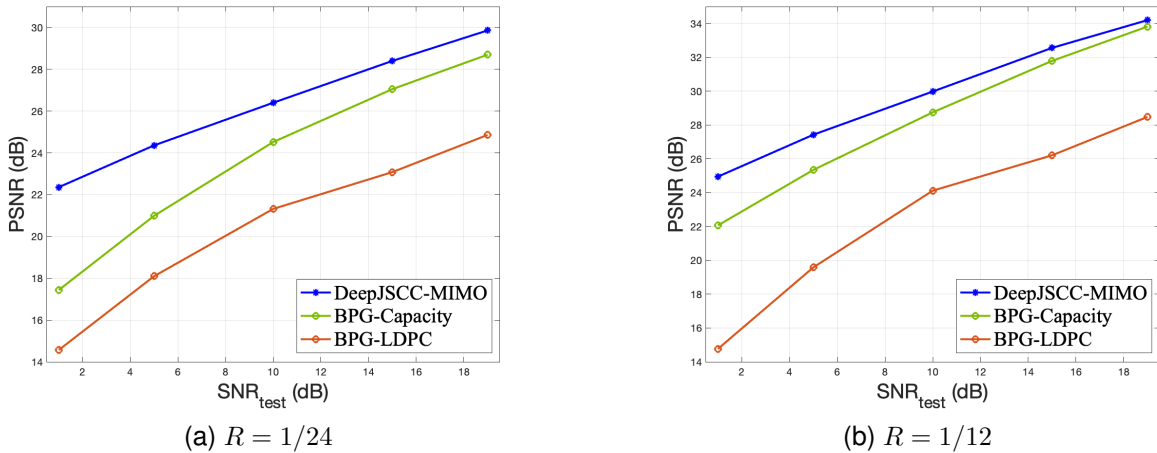 30
28
26
24
22
20
18
16
14
PSNR (dB)
2 4 6 8 10 12 14 16 18
SNR_test (dB)
DeepJSCC-MIMO
BPG-Capacity
BPG-LDPC
(a) R = 1/24
34
32
30
28
26
24
22
20
18
16
14
PSNR (dB)
2 4 6 8 10 12 14 16 18
SNR_test (dB)
DeepJSCC-MIMO
BPG-Capacity
BPG-LDPC
(b) R = 1/12